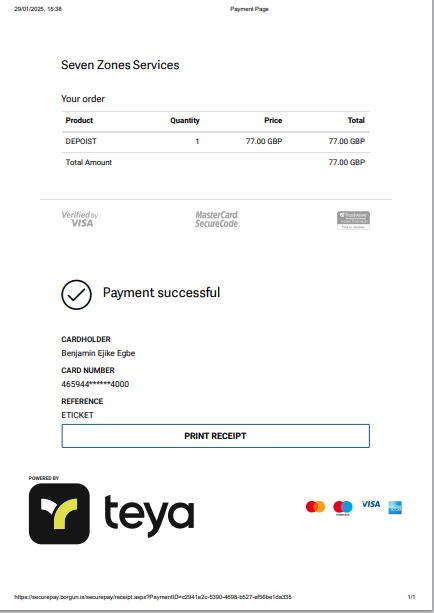 29/01/2025, 15:38 Payment Page
Seven Zones Services
Your order
Product Quantity Price Total
DEPOIST 1 77.00 GBP 77.00 GBP
Total Amount 77.00 GBP
Verified by
VISA
MasterCard.
SecureCode.
Trustwave
Payment successful
CARDHOLDER
Benjamin Ejike Egbe
CARD NUMBER
465944******4000
REFERENCE
ETICKET
PRINT RECEIPT
POWERED BY
teya
VISA
https://securepay.borgun.is/securepay/receipt.aspx?PaymentID=c2941e2c-5390-4698-b527-ef56be1da335 1/1